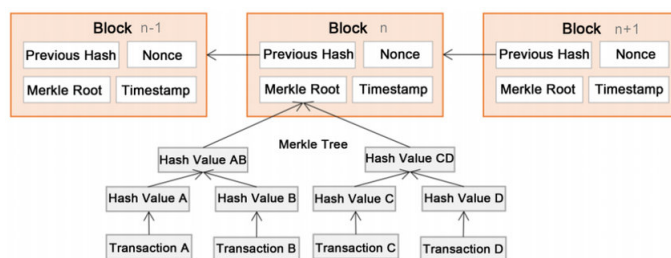 Block n-1
Block n
Block n+1
Previous Hash Nonce
Previous Hash Nonce
Previous Hash Nonce
Merkle Root Timestamp
Merkle Root Timestamp
Merkle Root Timestamp
Merkle Tree
Hash Value AB
Hash Value CD
Hash Value A
Hash Value B
Hash Value C
Hash Value D
Transaction A
Transaction B
Transaction C
Transaction D